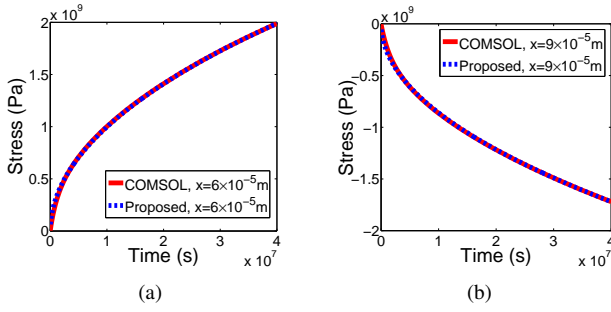 x 10⁹
2
1.5
1
0.5
0
Stress (Pa)
COMSOL, x=6×10⁻⁵m
Proposed, x=6×10⁻⁵m
0 1 2 3 4
Time (s)
x 10⁷
(a)
x 10⁹
0
−0.5
−1
−1.5
−2
Stress (Pa)
COMSOL, x=9×10⁻⁵m
Proposed, x=9×10⁻⁵m
0 1 2 3 4
Time (s)
x 10⁷
(b)